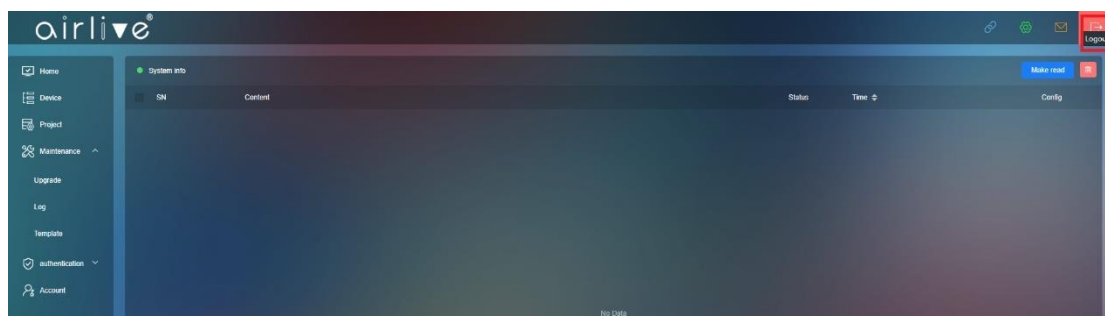 airlive®
Logou
Home
System info
Make read
Device
SN Content Status Time Config
Project
Maintenance
Upgrade
Log
Template
authentication
Account
No Data